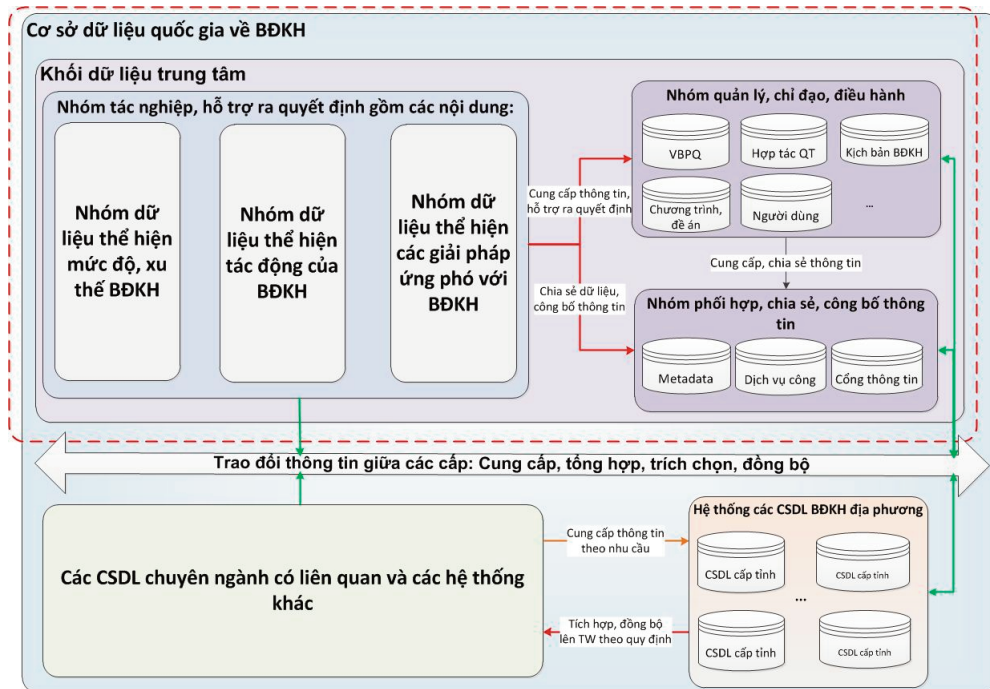 Cơ sở dữ liệu quốc gia về BĐKH
Khối dữ liệu trung tâm
Nhóm tác nghiệp, hỗ trợ ra quyết định gồm các nội dung:
Nhóm dữ
liệu thể hiện
mức độ, xu
thế BĐKH
Nhóm dữ
liệu thể hiện
tác động của
BĐKH
Nhóm dữ
liệu thể hiện
các giải pháp
ứng phó với
BĐKH
Cung cấp thông tin,
hỗ trợ ra quyết định
Chia sẻ dữ liệu,
công bố thông tin
Nhóm quản lý, chỉ đạo, điều hành
VBPQ
Hợp tác QT
Kịch bản BĐKH
Chương trình,
đề án
Người dùng
...
Cung cấp, chia sẻ thông tin
Nhóm phối hợp, chia sẻ, công bố thông
tin
Metadata
Dịch vụ công
Cổng thông tin
Trao đổi thông tin giữa các cấp: Cung cấp, tổng hợp, trích chọn, đồng bộ
Các CSDL chuyên ngành có liên quan và các hệ thống
khác
Cung cấp thông tin
theo nhu cầu
Tích hợp, đồng bộ
lên TW theo quy định
Hệ thống các CSDL BĐKH địa phương
CSDL cấp tỉnh
CSDL cấp tỉnh
...
CSDL cấp tỉnh
CSDL cấp tỉnh